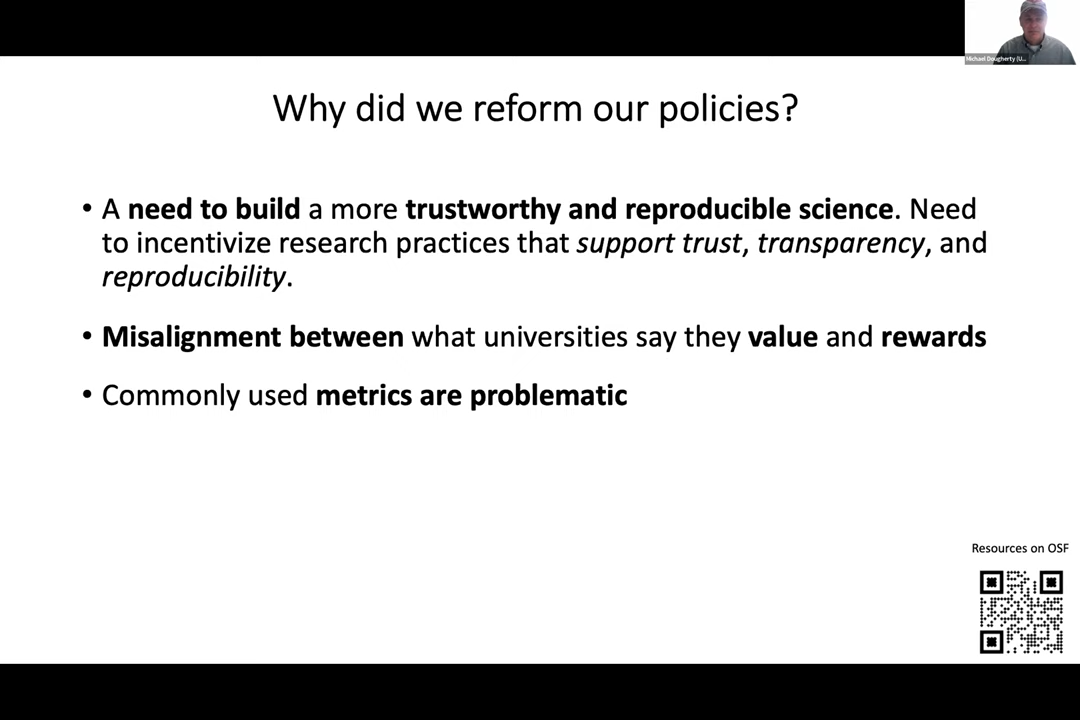 Michael Dougherty (U...
Why did we reform our policies?
• A need to build a more trustworthy and reproducible science. Need
to incentivize research practices that support trust, transparency, and
reproducibility.
• Misalignment between what universities say they value and rewards
• Commonly used metrics are problematic
Resources on OSF